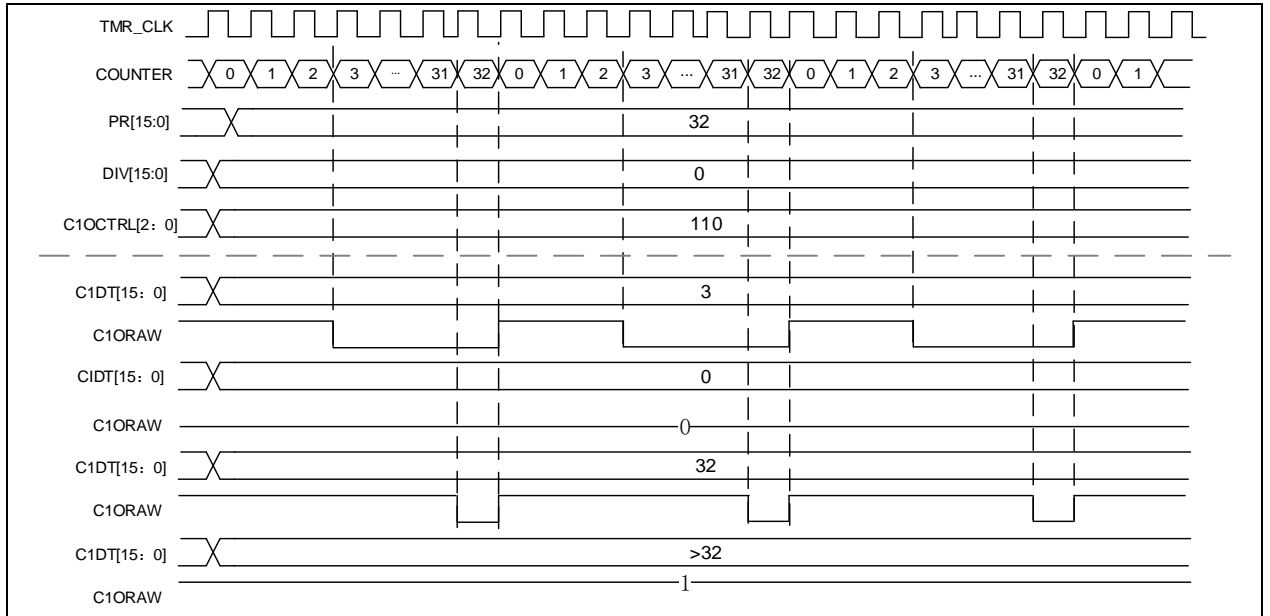 TMR_CLK
COUNTER 0 1 2 3 ... 31 32 0 1 2 3 ... 31 32 0 1 2 3 ... 31 32 0 1
PR[15:0] 32
DIV[15:0] 0
C1OCTRL[2：0] 110
C1DT[15：0] 3
C1ORAW
CIDT[15：0] 0
C1ORAW 0
C1DT[15：0] 32
C1ORAW
C1DT[15：0] >32
C1ORAW 1